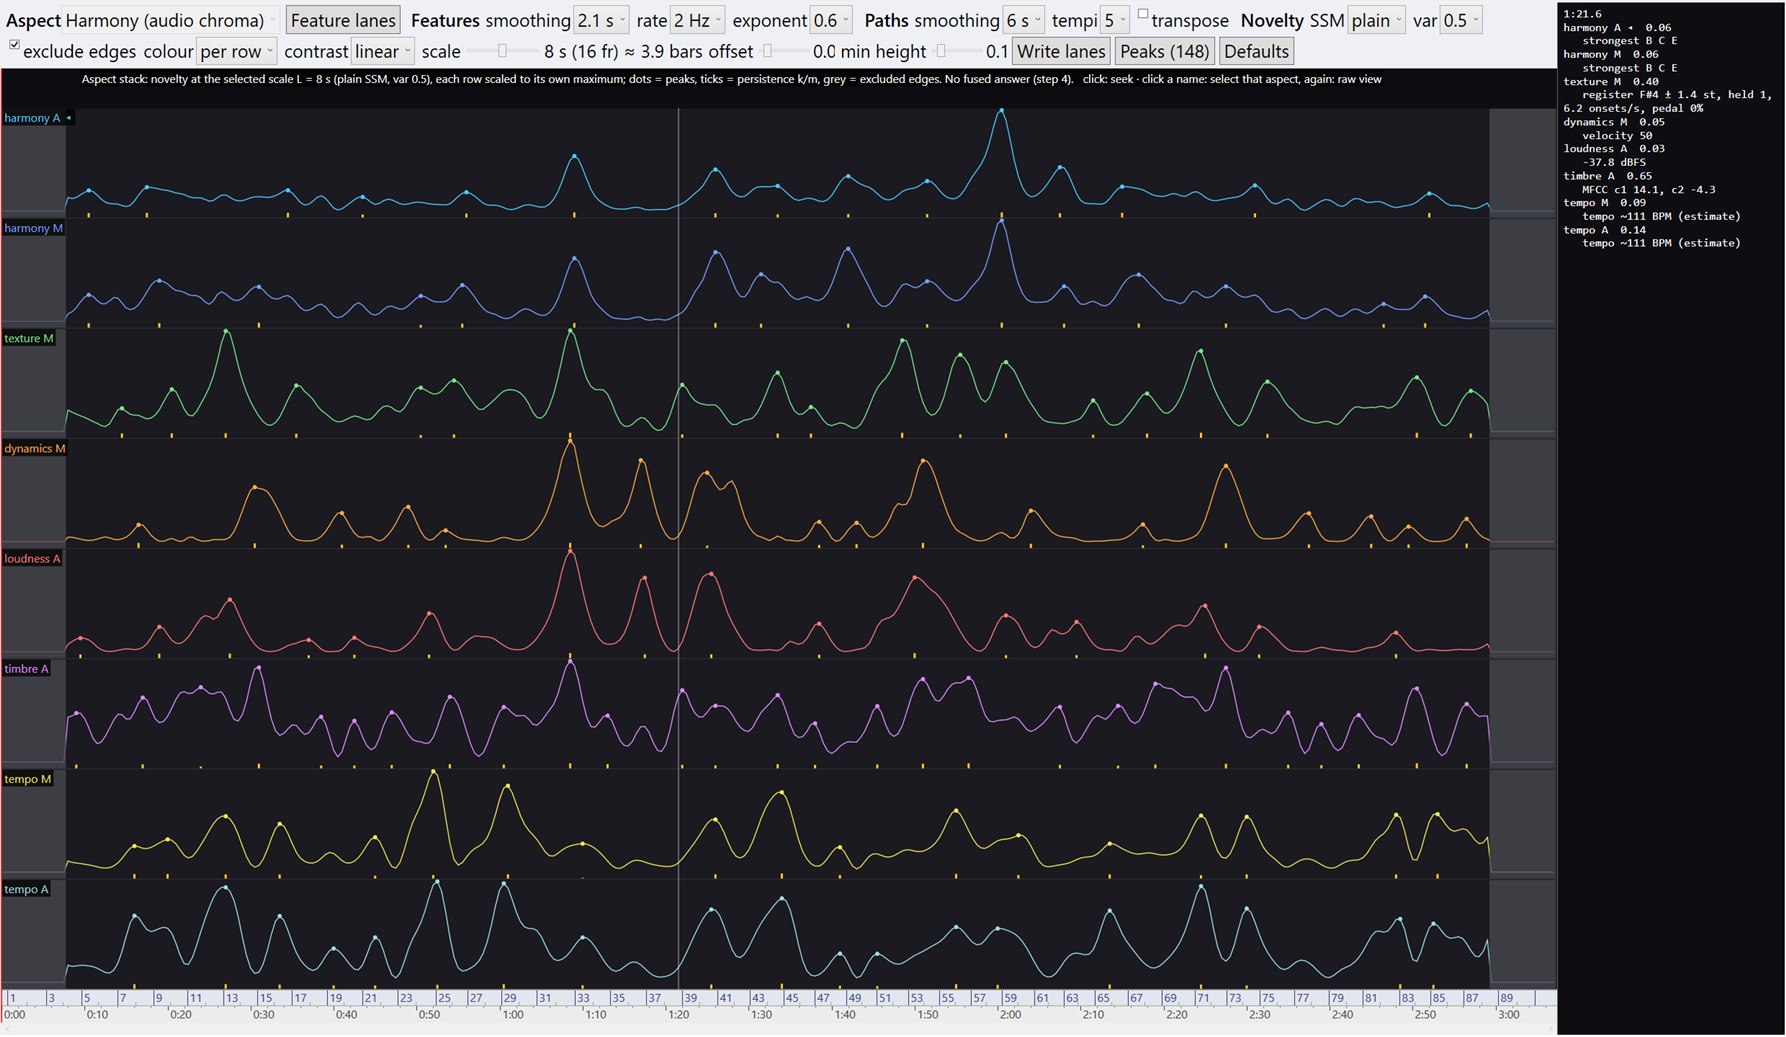 Aspect Harmony (audio chroma) Feature lanes Features smoothing 2.1 s rate 2 Hz exponent 0.6 Paths smoothing 6 s tempi 5 transpose Novelty SSM plain var 0.5
exclude edges colour per row contrast linear scale 8 s (16 fr) ≈ 3.9 bars offset 0.0 min height 0.1 Write lanes Peaks (148) Defaults
Aspect stack: novelty at the selected scale L = 8 s (plain SSM, var 0.5), each row scaled to its own maximum; dots = peaks, ticks = persistence k/m, grey = excluded edges. No fused answer (step 4). click: seek · click a name: select that aspect, again: raw view
harmony A ◂
harmony M
texture M
dynamics M
loudness A
timbre A
tempo M
tempo A
1 3 5 7 9 11 13 15 17 19 21 23 25 27 29 31 33 35 37 39 41 43 45 47 49 51 53 55 57 59 61 63 65 67 69 71 73 75 77 79 81 83 85 87 89
0:00 0:10 0:20 0:30 0:40 0:50 1:00 1:10 1:20 1:30 1:40 1:50 2:00 2:10 2:20 2:30 2:40 2:50 3:00
1:21.6
harmony A ◂ 0.06
strongest B C E
harmony M 0.06
strongest B C E
texture M 0.40
register F#4 ± 1.4 st, held 1,
6.2 onsets/s, pedal 0%
dynamics M 0.05
velocity 50
loudness A 0.03
-37.8 dBFS
timbre A 0.65
MFCC c1 14.1, c2 -4.3
tempo M 0.09
tempo ~111 BPM (estimate)
tempo A 0.14
tempo ~111 BPM (estimate)